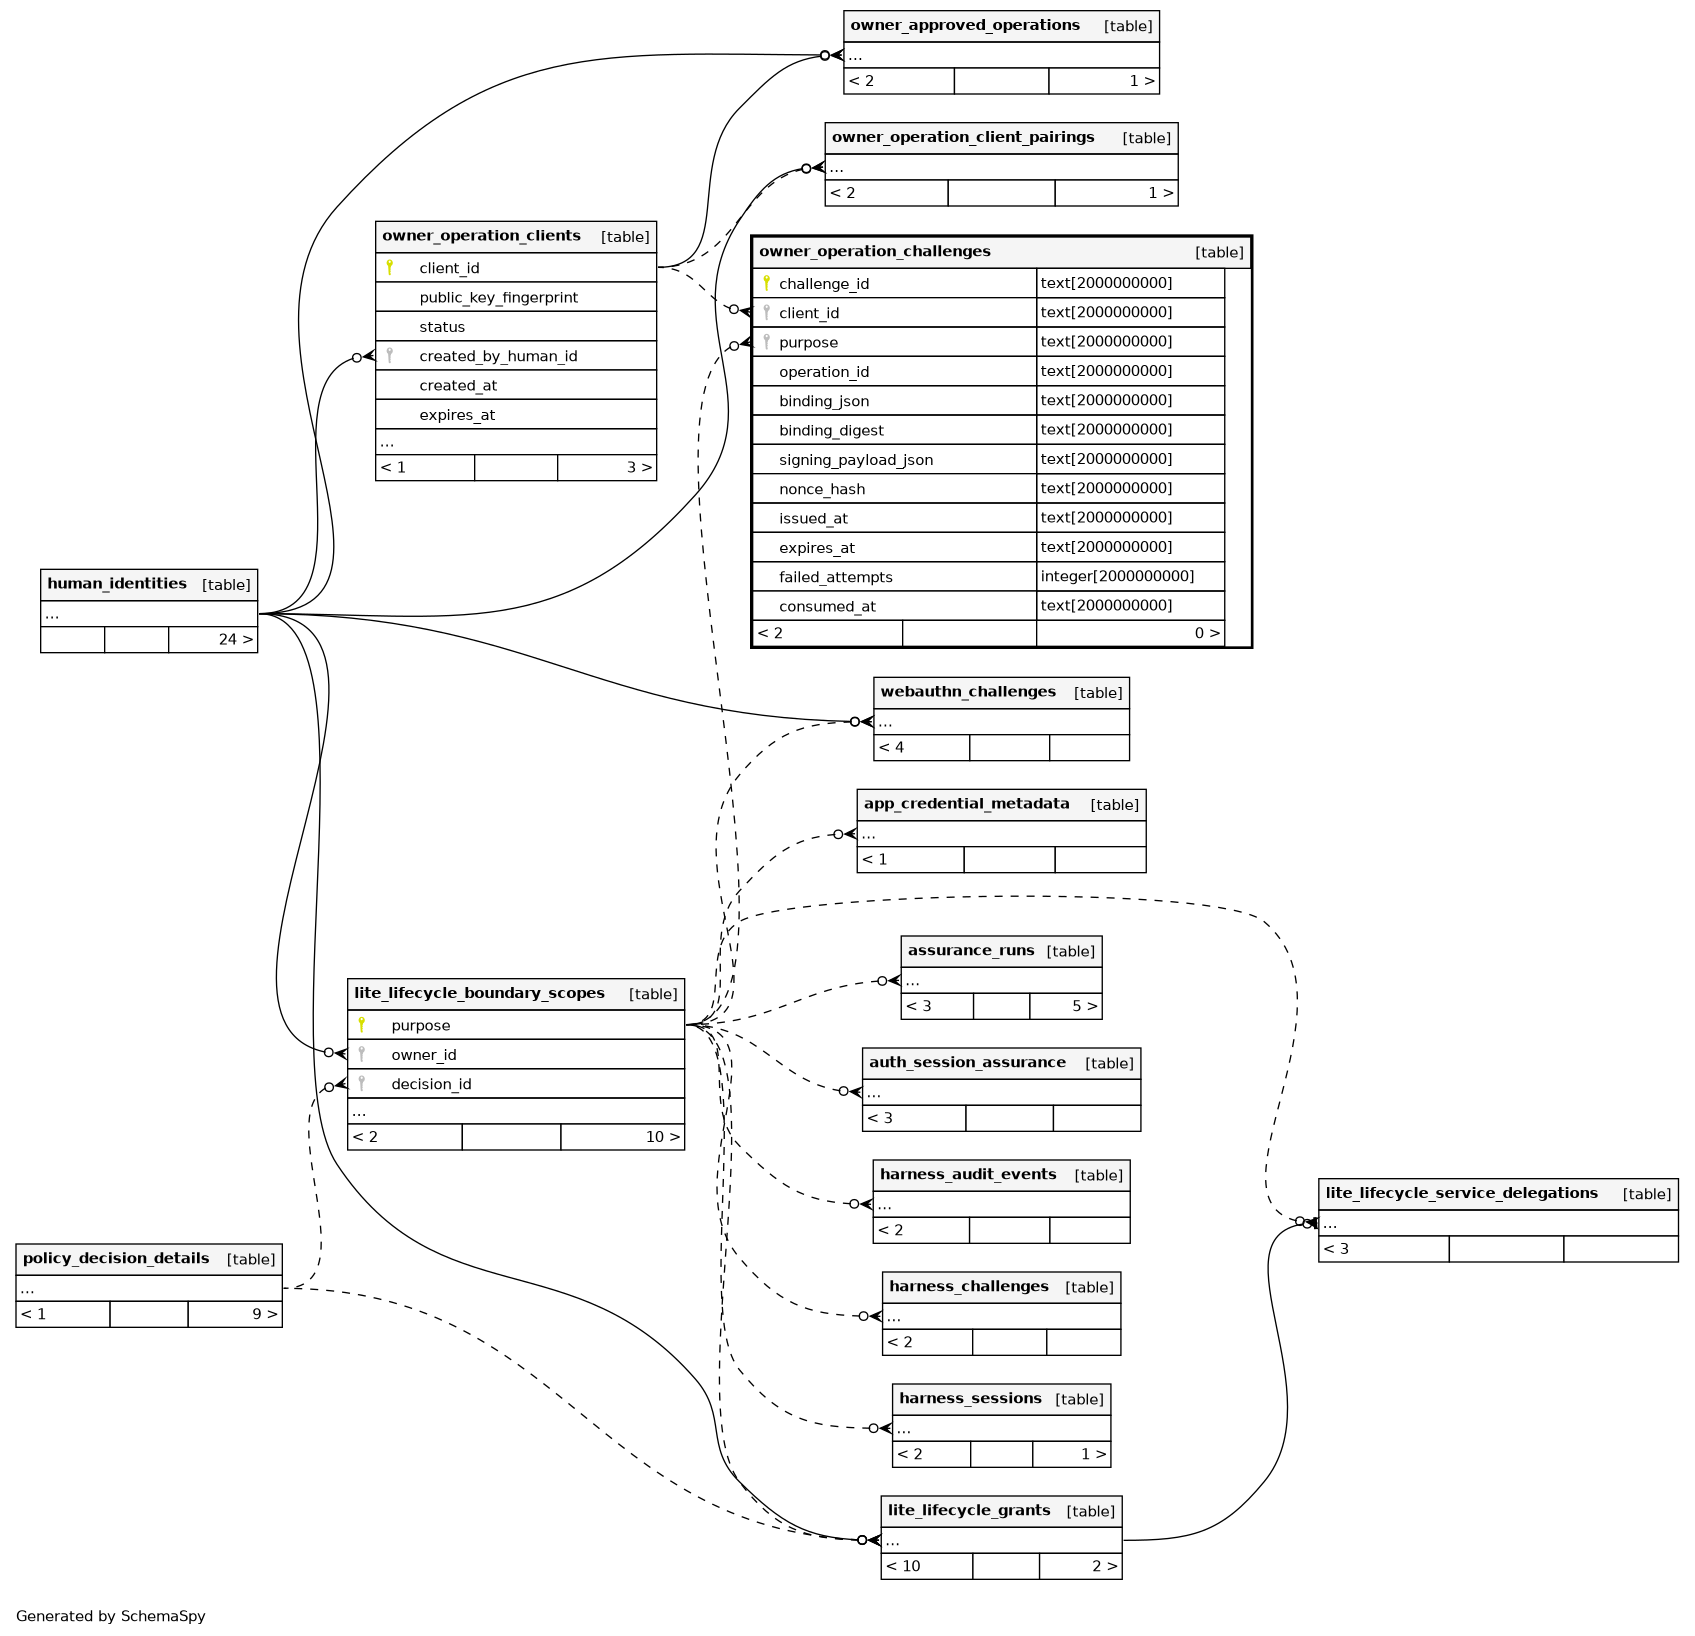 owner_approved_operations [table]
...
< 2 1 >
owner_operation_client_pairings [table]
...
< 2 1 >
owner_operation_clients [table]
client_id
public_key_fingerprint
status
created_by_human_id
created_at
expires_at
...
< 1 3 >
owner_operation_challenges [table]
challenge_id text[2000000000]
client_id text[2000000000]
purpose text[2000000000]
operation_id text[2000000000]
binding_json text[2000000000]
binding_digest text[2000000000]
signing_payload_json text[2000000000]
nonce_hash text[2000000000]
issued_at text[2000000000]
expires_at text[2000000000]
failed_attempts integer[2000000000]
consumed_at text[2000000000]
< 2 0 >
human_identities [table]
...
24 >
webauthn_challenges [table]
...
< 4
app_credential_metadata [table]
...
< 1
assurance_runs [table]
...
< 3 5 >
lite_lifecycle_boundary_scopes [table]
purpose
owner_id
decision_id
...
< 2 10 >
auth_session_assurance [table]
...
< 3
harness_audit_events [table]
...
< 2
lite_lifecycle_service_delegations [table]
...
< 3
policy_decision_details [table]
...
< 1 9 >
harness_challenges [table]
...
< 2
harness_sessions [table]
...
< 2 1 >
lite_lifecycle_grants [table]
...
< 10 2 >
Generated by SchemaSpy